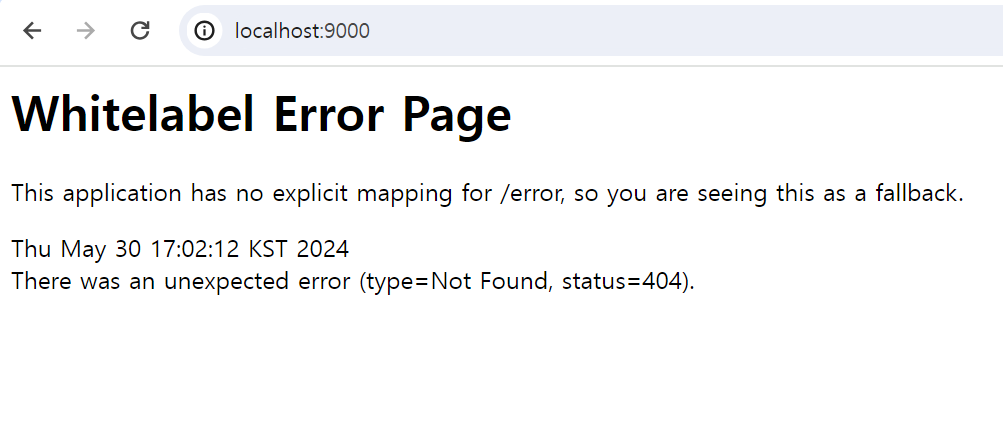 localhost:9000
Whitelabel Error Page
This application has no explicit mapping for /error, so you are seeing this as a fallback.
Thu May 30 17:02:12 KST 2024
There was an unexpected error (type=Not Found, status=404).